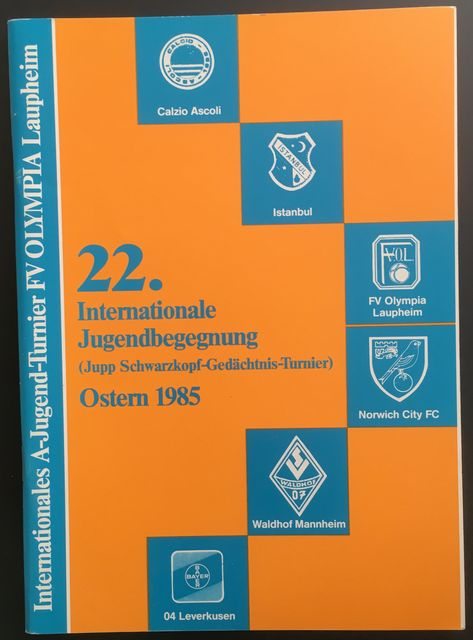 Internationales A-Jugend-Turnier FV OLYMPIA Laupheim
CALCIO
ASCOLI
Calzio Ascoli
ISTANBUL
Istanbul
F.V.O.L.
FV Olympia
Laupheim
22.
Internationale
Jugendbegegnung
(Jupp Schwarzkopf-Gedächtnis-Turnier)
Ostern 1985
Norwich City FC
WALDHOF
07
Waldhof Mannheim
BAYER
BAYER
04 Leverkusen